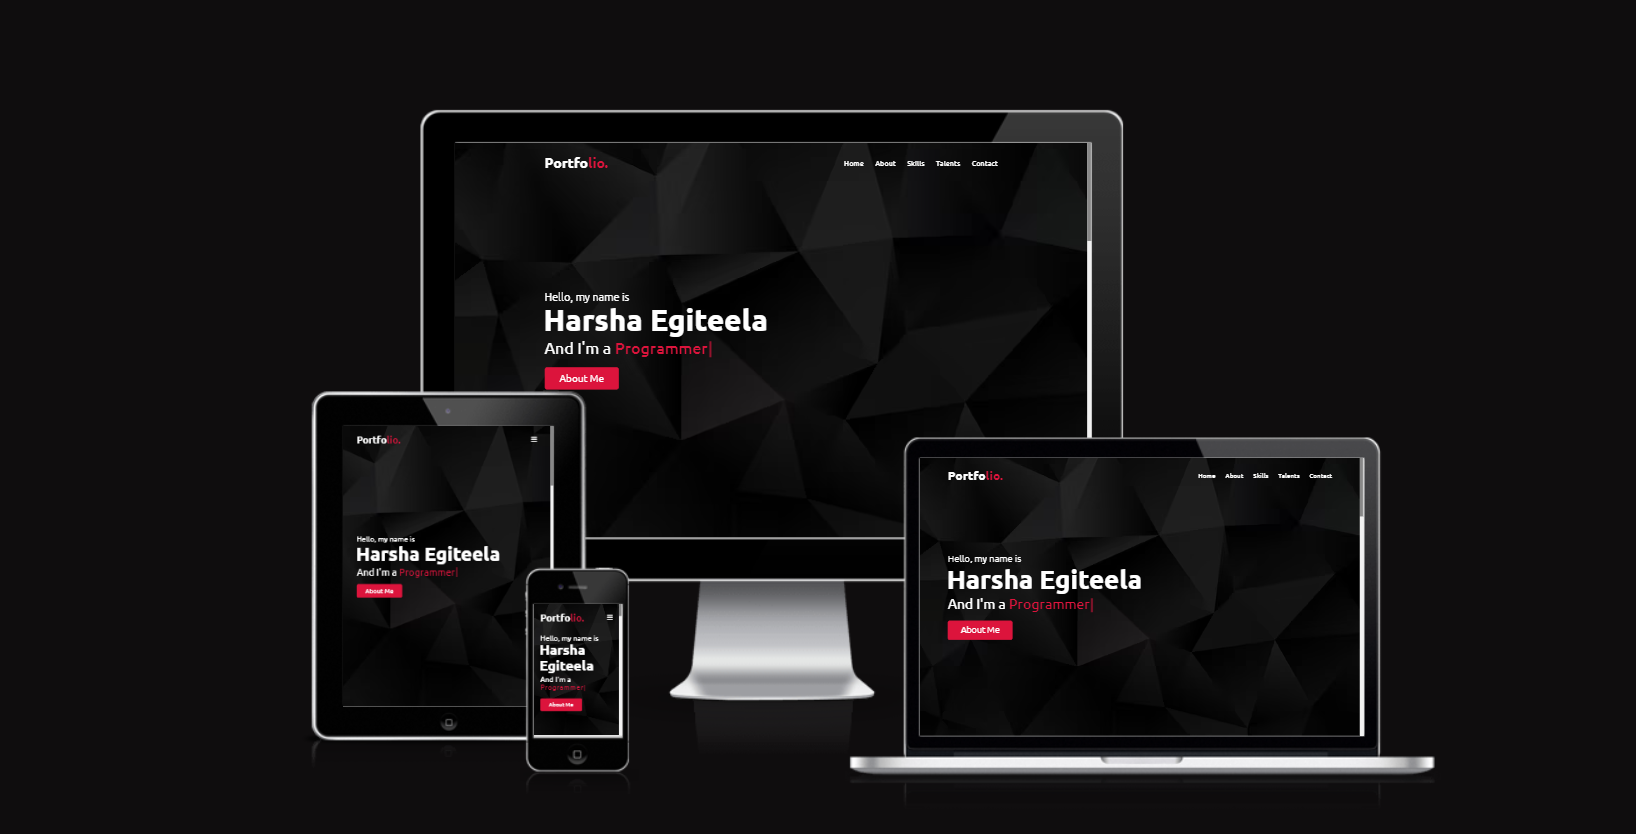 Portfolio.
Home About Skills Talents Contact
Hello, my name is
Harsha Egiteela
And I'm a Programmer|
About Me
Portfolio.
Hello, my name is
Harsha Egiteela
And I'm a Programmer|
About Me
Portfolio.
Hello, my name is
Harsha
Egiteela
And I'm a
Programmer|
About Me
Portfolio.
Home About Skills Talents Contact
Hello, my name is
Harsha Egiteela
And I'm a Programmer|
About Me